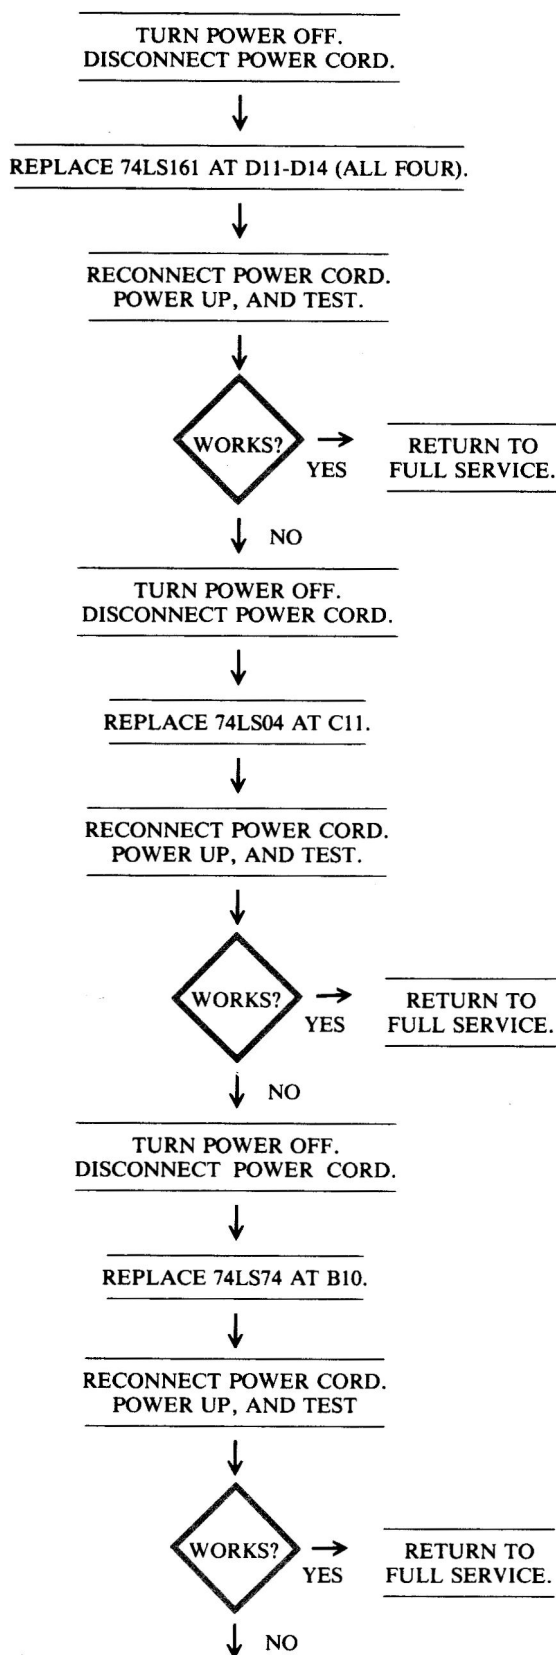 TURN POWER OFF.
DISCONNECT POWER CORD.
REPLACE 74LS161 AT D11-D14 (ALL FOUR).
RECONNECT POWER CORD.
POWER UP, AND TEST.
WORKS?
YES
RETURN TO
FULL SERVICE.
NO
TURN POWER OFF.
DISCONNECT POWER CORD.
REPLACE 74LS04 AT C11.
RECONNECT POWER CORD.
POWER UP, AND TEST.
WORKS?
YES
RETURN TO
FULL SERVICE.
NO
TURN POWER OFF.
DISCONNECT POWER CORD.
REPLACE 74LS74 AT B10.
RECONNECT POWER CORD.
POWER UP, AND TEST
WORKS?
YES
RETURN TO
FULL SERVICE.
NO